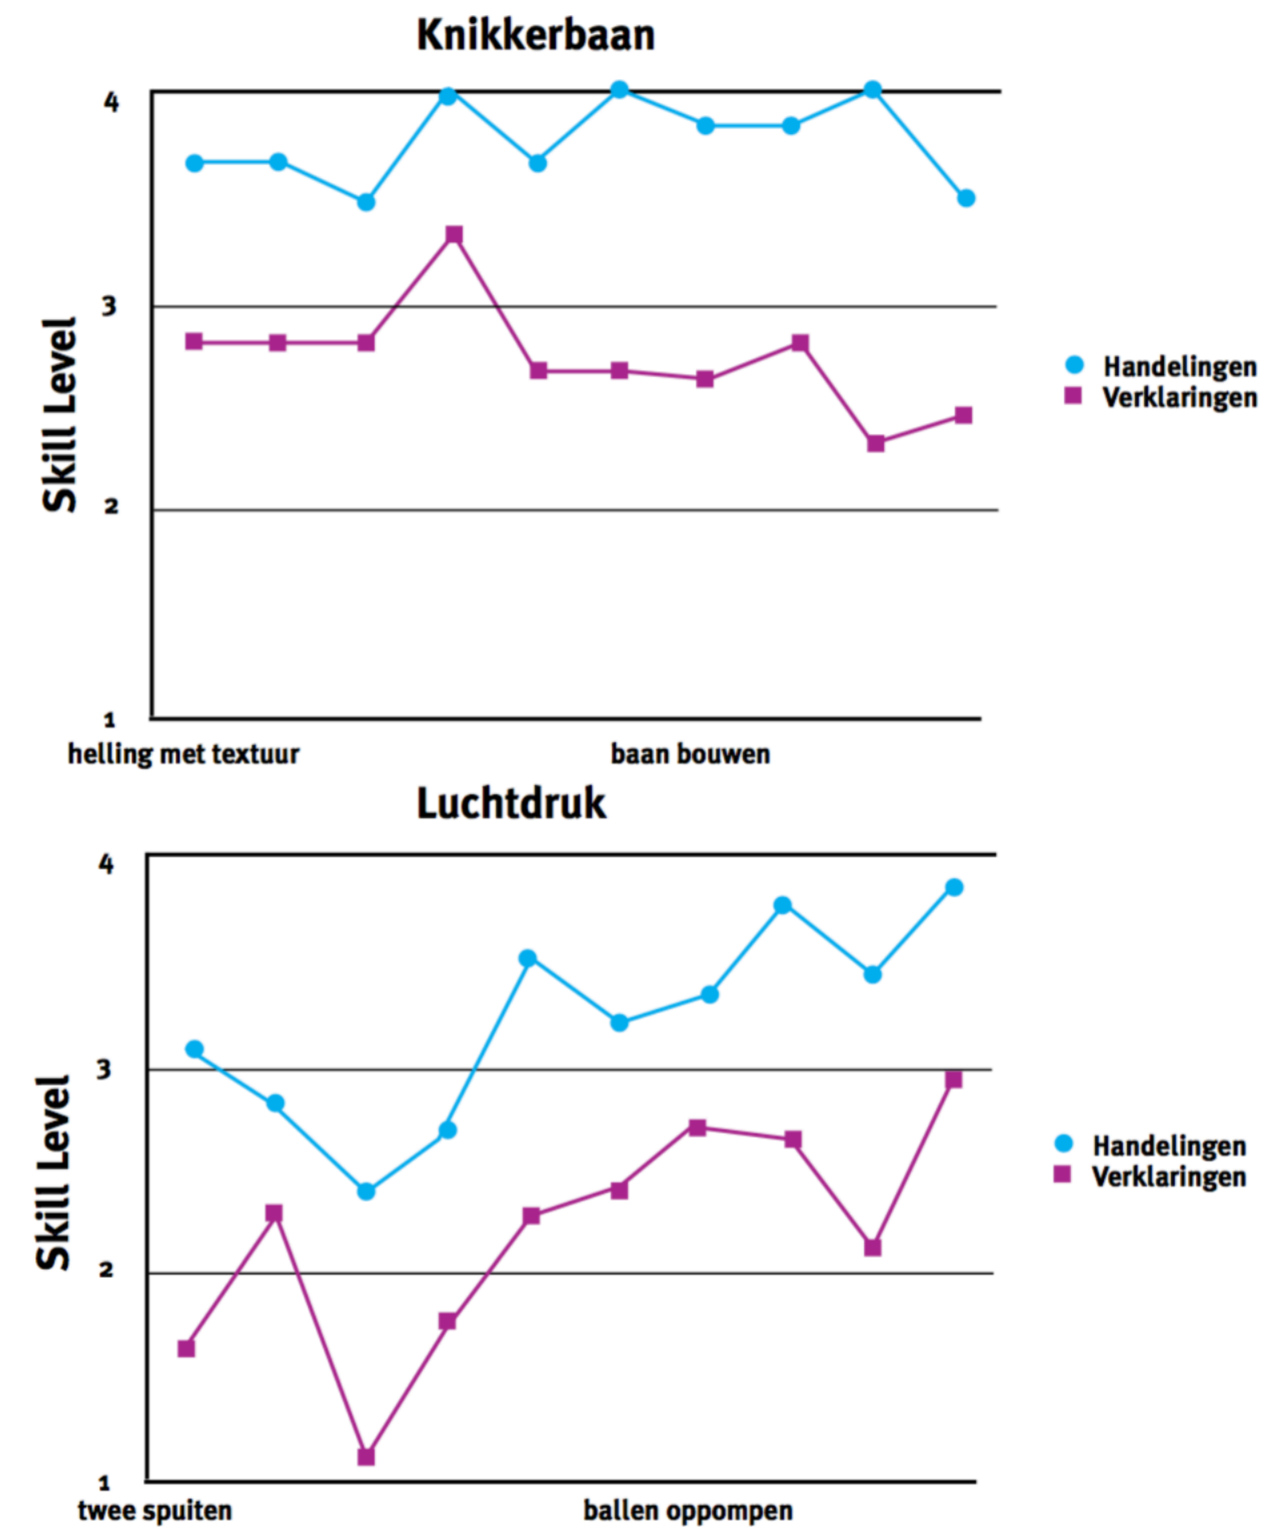 Knikkerbaan
4
3
2
1
Skill Level
Handelingen
Verklaringen
helling met textuur
baan bouwen
Luchtdruk
4
3
2
1
Skill Level
Handelingen
Verklaringen
twee spuiten
ballen oppompen